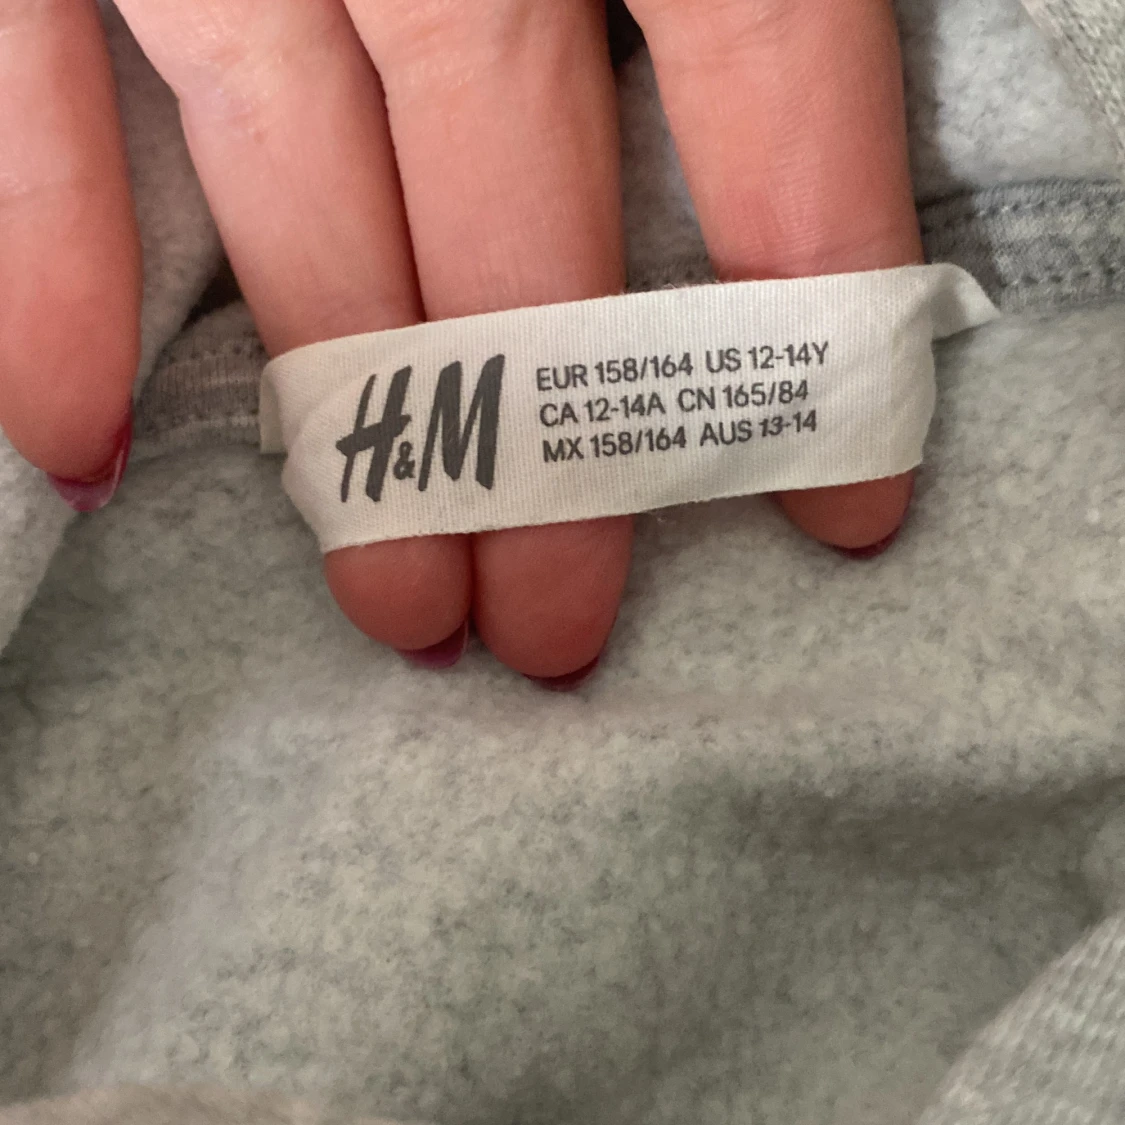 H&M
EUR 158/164 US 12-14Y
CA 12-14A CN 165/84
MX 158/164 AUS 13-14